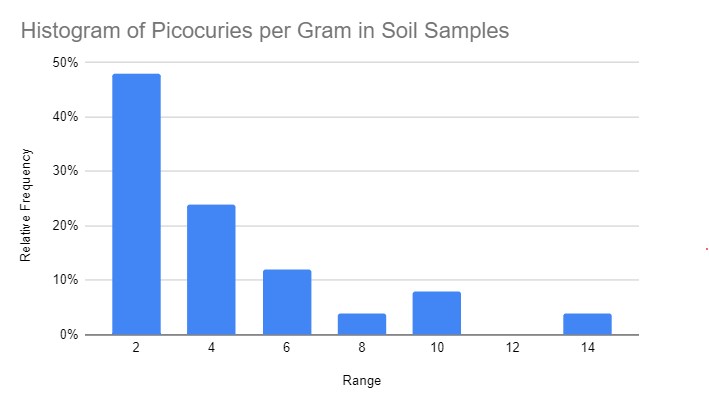 Histogram of Picocuries per Gram in Soil Samples
50%
40%
30%
20%
10%
0%
Relative Frequency
2 4 6 8 10 12 14
Range